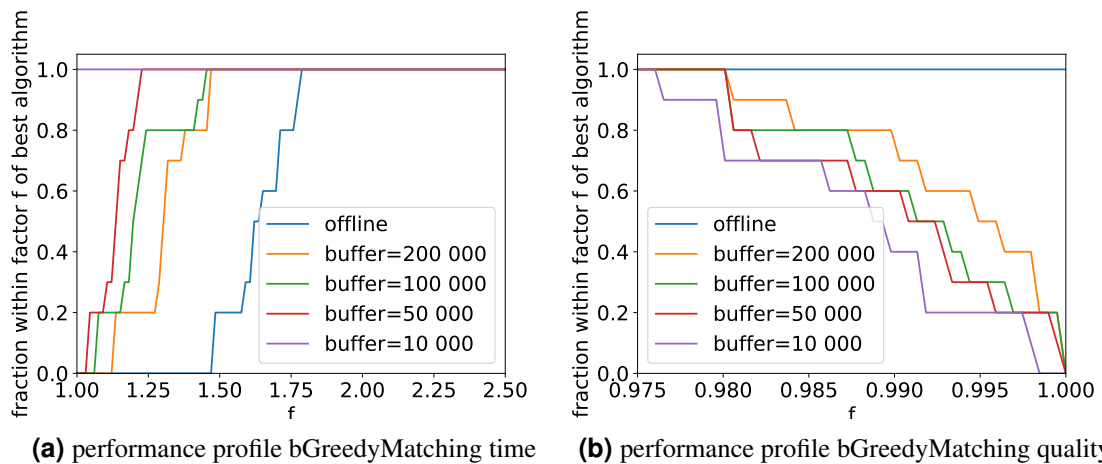 fraction within factor f of best algorithm
1.0
0.8
0.6
0.4
0.2
0.0
1.00 1.25 1.50 1.75 2.00 2.25 2.50
f
offline
buffer=200 000
buffer=100 000
buffer=50 000
buffer=10 000
(a) performance profile bGreedyMatching time
fraction within factor f of best algorithm
1.0
0.8
0.6
0.4
0.2
0.0
0.975 0.980 0.985 0.990 0.995 1.000
f
offline
buffer=200 000
buffer=100 000
buffer=50 000
buffer=10 000
(b) performance profile bGreedyMatching quality